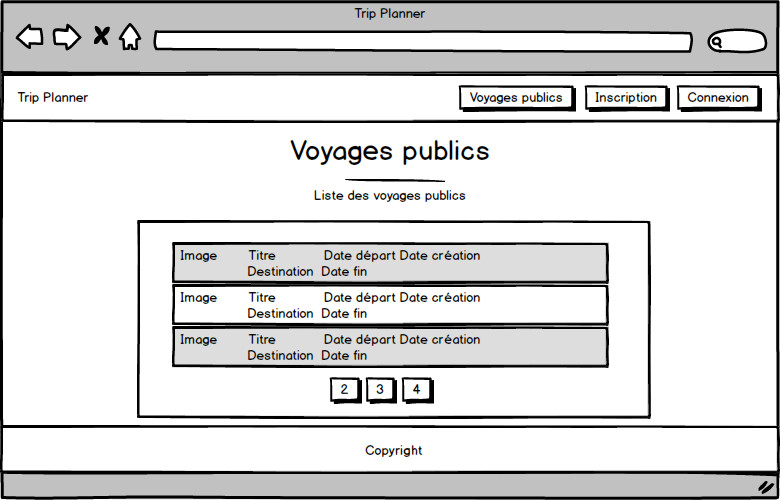 Trip Planner
Trip Planner
Voyages publics
Inscription
Connexion
Voyages publics
Liste des voyages publics
Image Titre Date départ Date création
Destination Date fin
Image Titre Date départ Date création
Destination Date fin
Image Titre Date départ Date création
Destination Date fin
2 3 4
Copyright